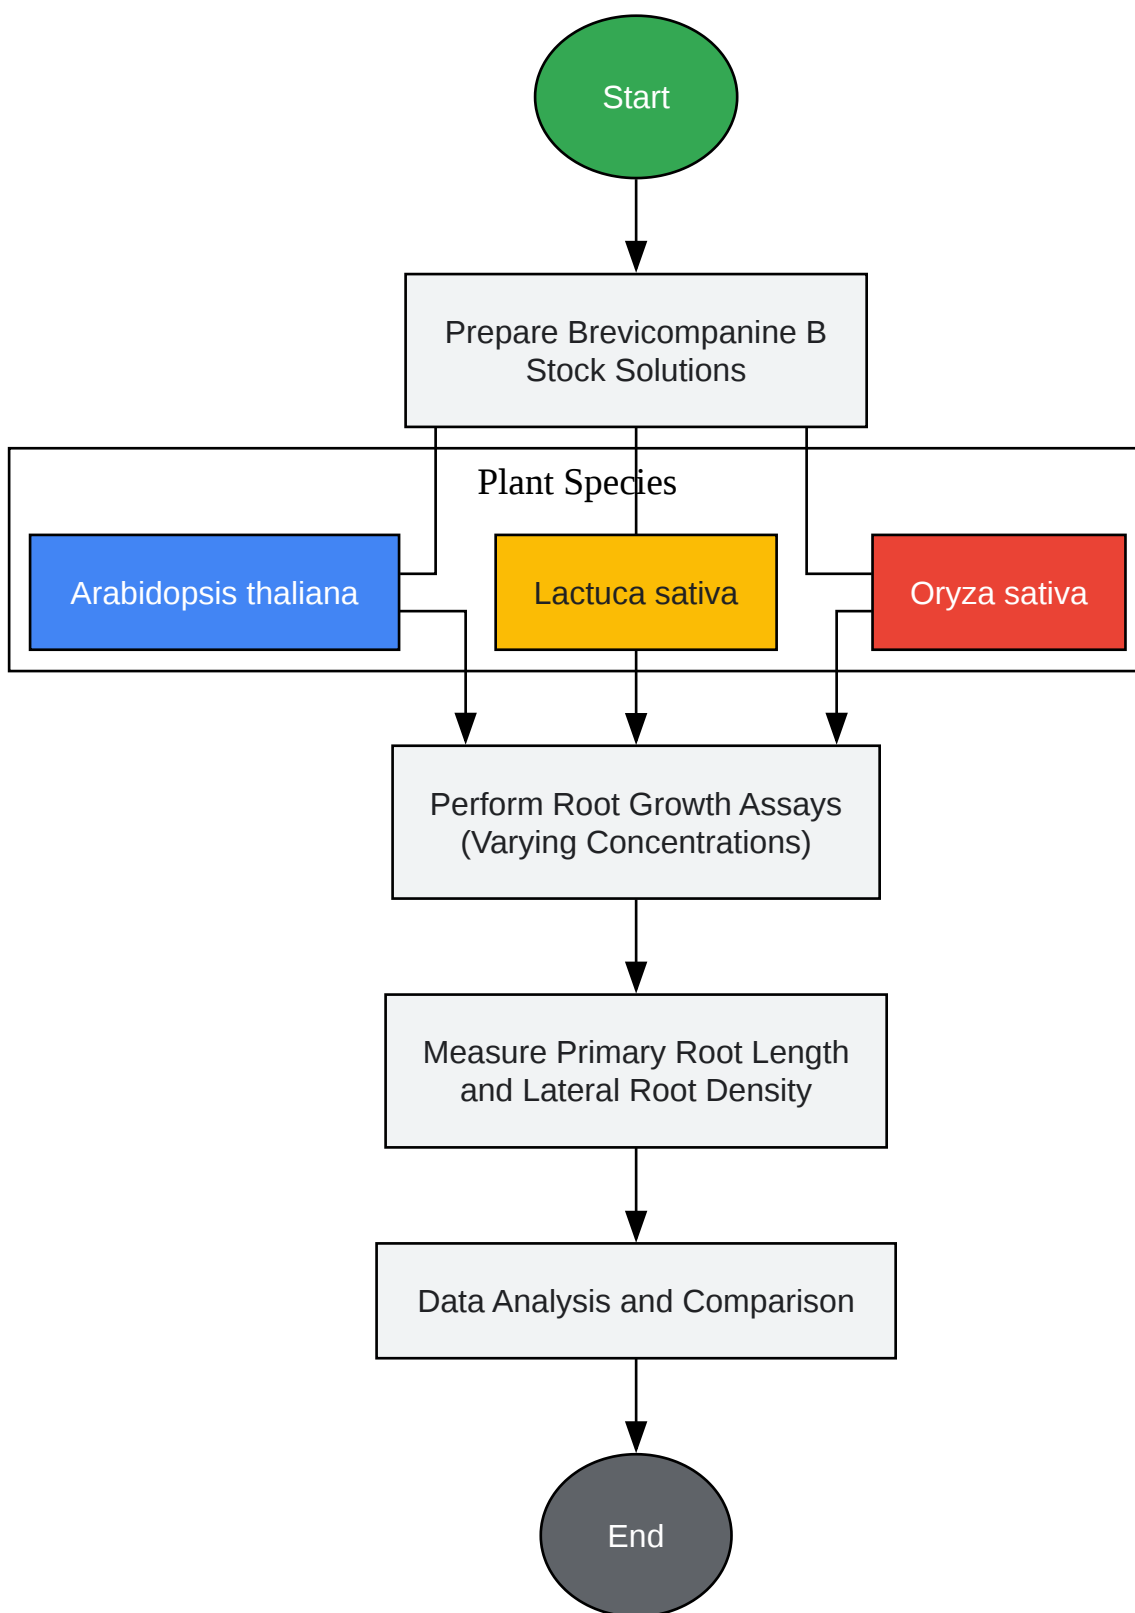 Start
Prepare Brevicompanine B
Stock Solutions
Plant Species
Arabidopsis thaliana
Lactuca sativa
Oryza sativa
Perform Root Growth Assays
(Varying Concentrations)
Measure Primary Root Length
and Lateral Root Density
Data Analysis and Comparison
End